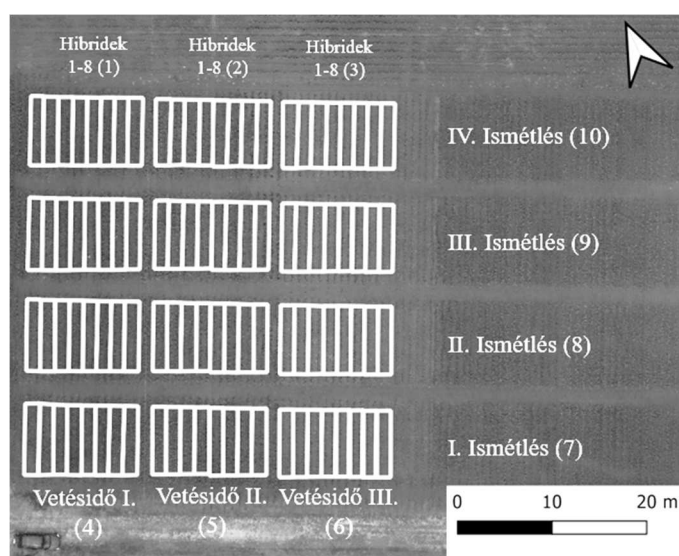 Hibridek
1-8 (1)
Hibridek
1-8 (2)
Hibridek
1-8 (3)
IV. Ismétlés (10)
III. Ismétlés (9)
II. Ismétlés (8)
I. Ismétlés (7)
Vetésidő I.
(4)
Vetésidő II.
(5)
Vetésidő III.
(6)
0 10 20 m